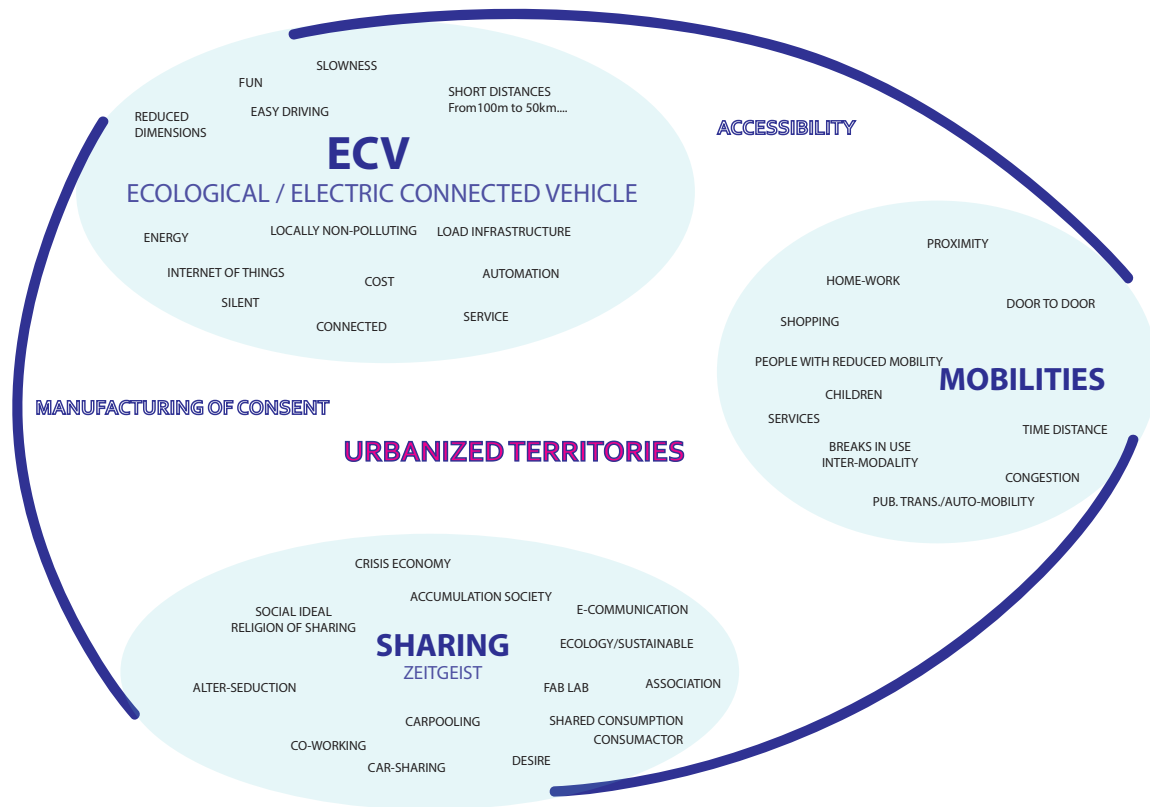 SLOWNESS
FUN
SHORT DISTANCES
From100m to 50km....
EASY DRIVING
REDUCED
DIMENSIONS
ECV
ECOLOGICAL / ELECTRIC CONNECTED VEHICLE
ENERGY
LOCALLY NON-POLLUTING
LOAD INFRASTRUCTURE
INTERNET OF THINGS
COST
AUTOMATION
SILENT
CONNECTED
SERVICE
ACCESSIBILITY
PROXIMITY
HOME-WORK
DOOR TO DOOR
SHOPPING
PEOPLE WITH REDUCED MOBILITY
MOBILITIES
CHILDREN
SERVICES
TIME DISTANCE
BREAKS IN USE
INTER-MODALITY
CONGESTION
PUB. TRANS./AUTO-MOBILITY
MANUFACTURING OF CONSENT
URBANIZED TERRITORIES
CRISIS ECONOMY
ACCUMULATION SOCIETY
E-COMMUNICATION
SOCIAL IDEAL
RELIGION OF SHARING
SHARING
ZEITGEIST
ECOLOGY/SUSTAINABLE
ALTER-SEDUCTION
FAB LAB
ASSOCIATION
CARPOOLING
SHARED CONSUMPTION
CONSUMACTOR
CO-WORKING
CAR-SHARING
DESIRE